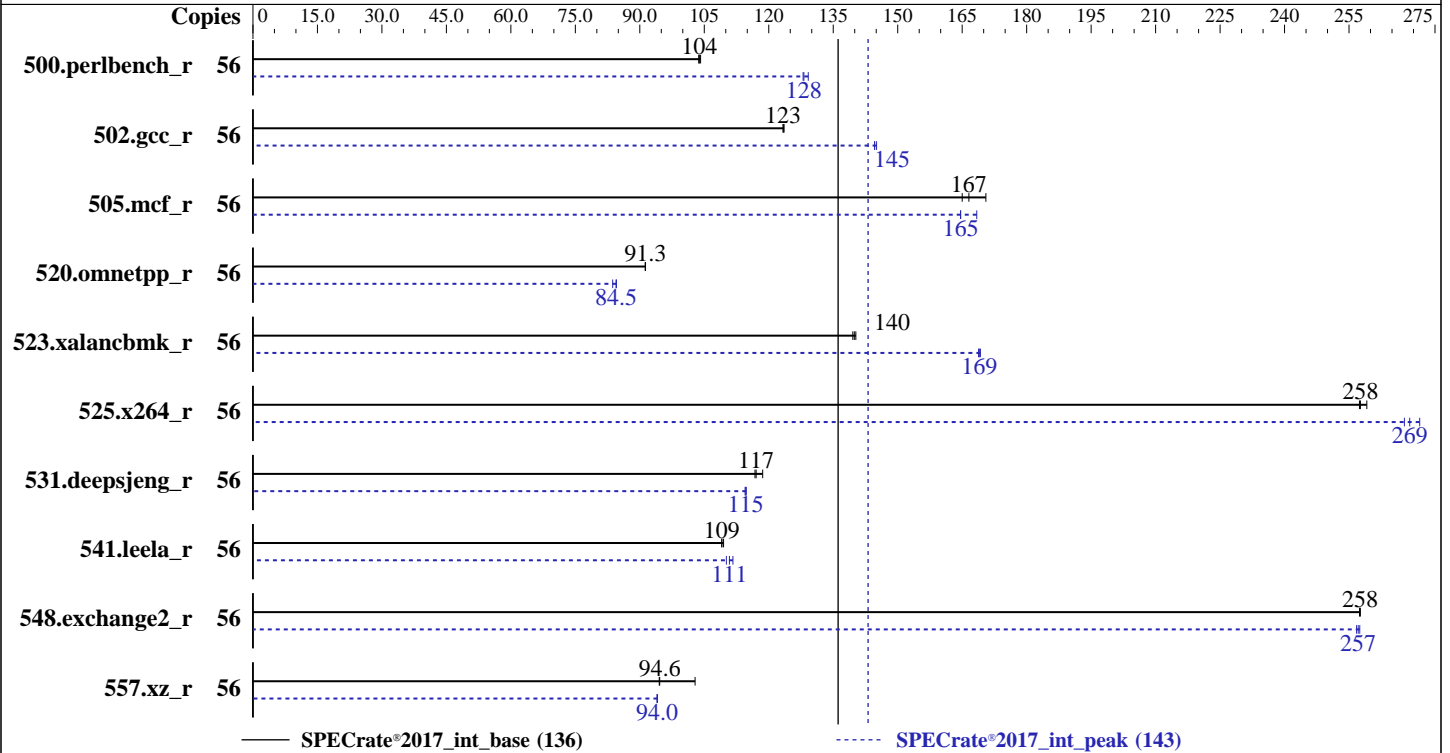 Copies 0 15.0 30.0 45.0 60.0 75.0 90.0 105 120 135 150 165 180 195 210 225 240 255 275
104
500.perlbench_r 56
128
123
502.gcc_r 56
145
167
505.mcf_r 56
165
91.3
520.omnetpp_r 56
84.5
140
523.xalancbmk_r 56
169
258
525.x264_r 56
269
117
531.deepsjeng_r 56
115
109
541.leela_r 56
111
258
548.exchange2_r 56
257
94.6
557.xz_r 56
94.0
SPECrate®2017_int_base (136) SPECrate®2017_int_peak (143)